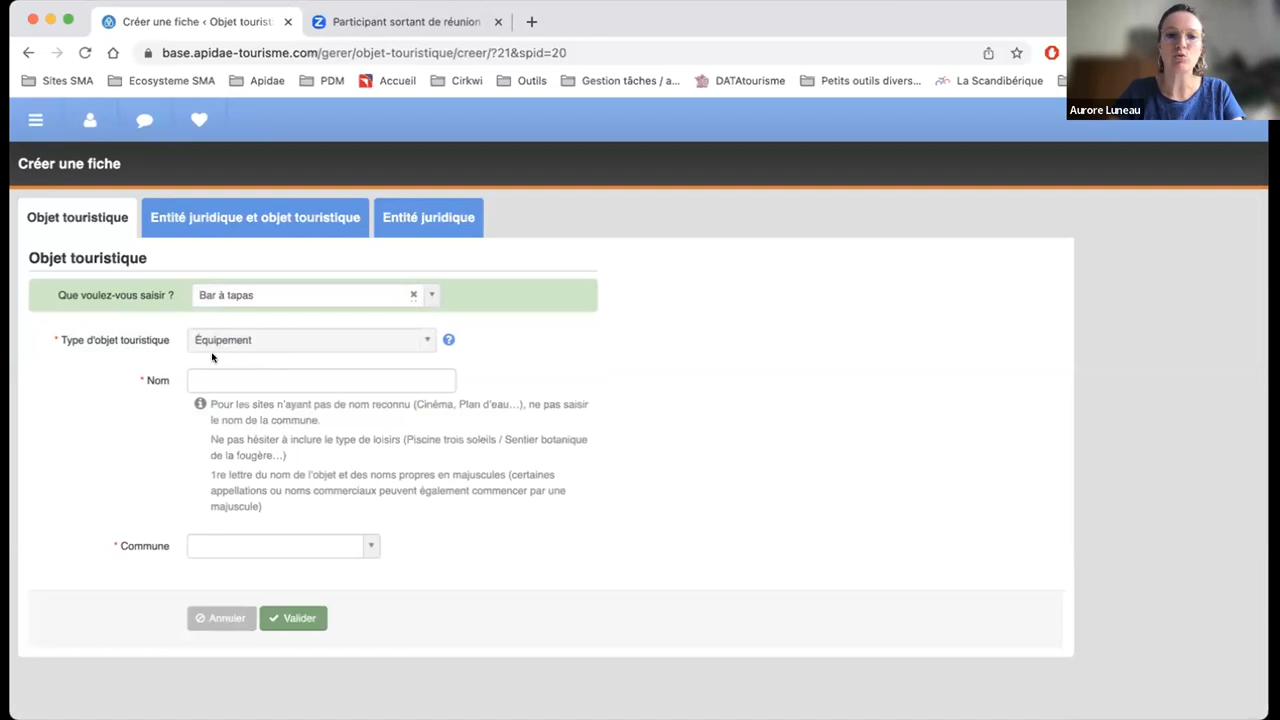 Créer une fiche ‹ Objet tourist
Participant sortant de réunion
base.apidae-tourisme.com/gerer/objet-touristique/creer/?21&spid=20
Sites SMA
Ecosysteme SMA
Apidae
PDM
Accueil
Cirkwi
Outils
Gestion tâches / a...
DATAtourisme
Petits outils divers...
La Scandibérique
Aurore Luneau
Créer une fiche
Objet touristique
Entité juridique et objet touristique
Entité juridique
Objet touristique
Que voulez-vous saisir ?
Bar à tapas
* Type d'objet touristique
Équipement
* Nom
Pour les sites n'ayant pas de nom reconnu (Cinéma, Plan d'eau...), ne pas saisir
le nom de la commune.
Ne pas hésiter à inclure le type de loisirs (Piscine trois soleils / Sentier botanique
de la fougère...)
1re lettre du nom de l'objet et des noms propres en majuscules (certaines
appellations ou noms commerciaux peuvent également commencer par une
majuscule)
* Commune
Annuler
Valider